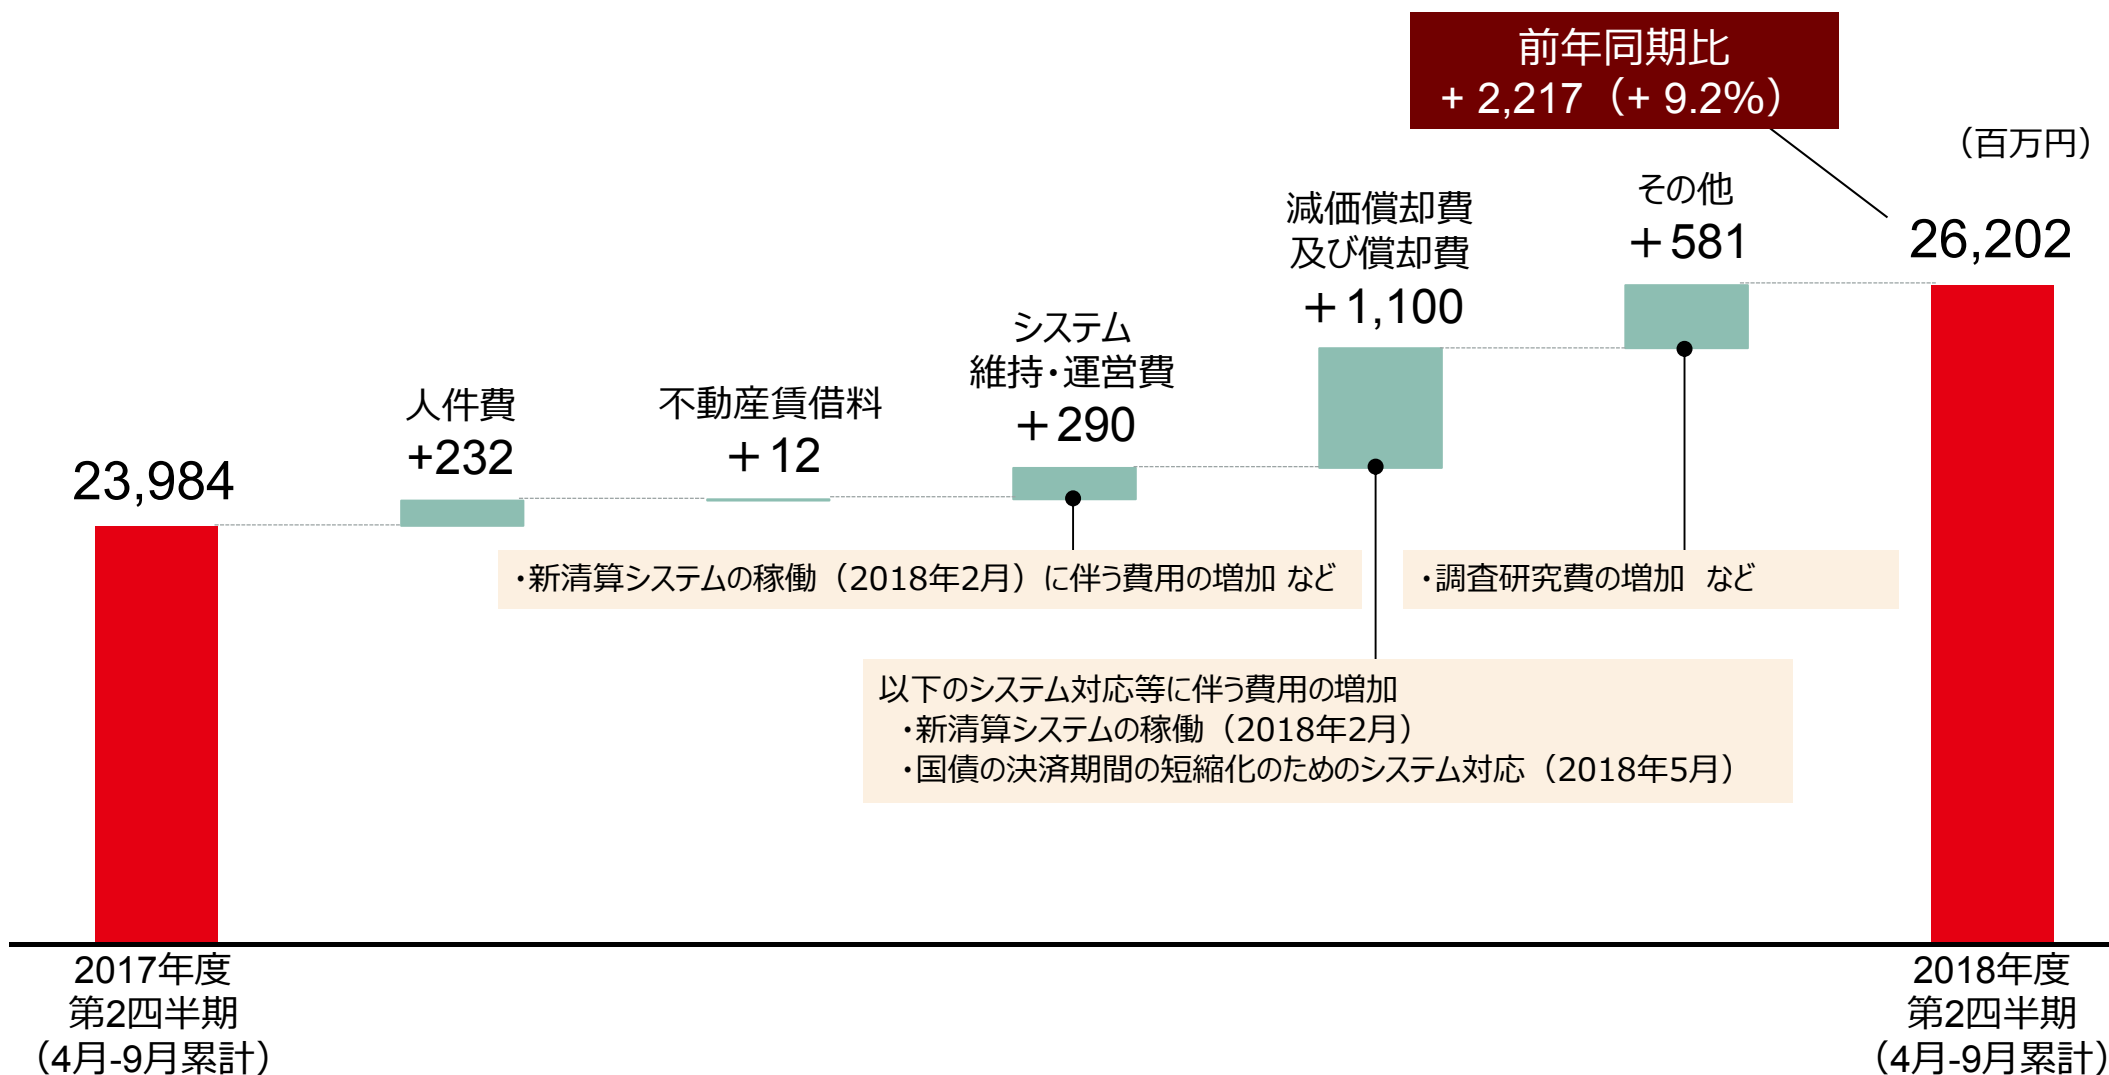 前年同期比
+ 2,217（+ 9.2%）
（百万円）
その他
＋581
26,202
減価償却費
及び償却費
＋1,100
システム
維持・運営費
＋290
不動産賃借料
＋12
人件費
+232
23,984
・新清算システムの稼働（2018年2月）に伴う費用の増加 など
・調査研究費の増加 など
以下のシステム対応等に伴う費用の増加
・新清算システムの稼働（2018年2月）
・国債の決済期間の短縮化のためのシステム対応（2018年5月）
2017年度
第2四半期
（4月-9月累計）
2018年度
第2四半期
（4月-9月累計）